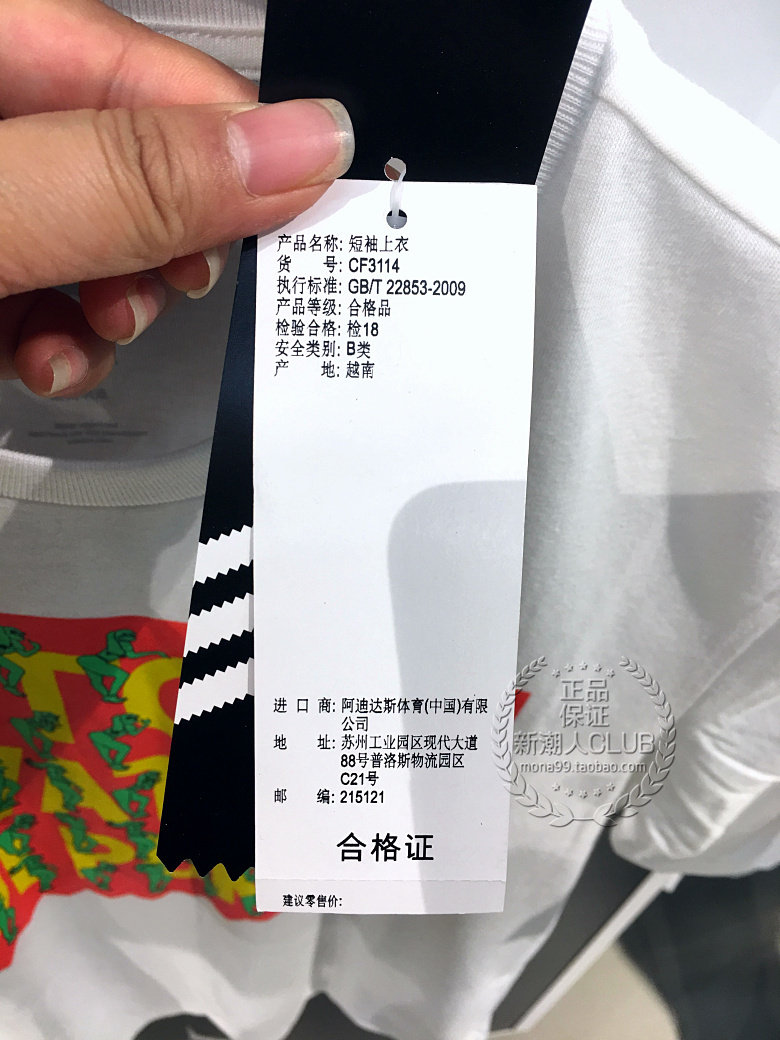 产品名称: 短袖上衣
货 号: CF3114
执行标准: GB/T 22853-2009
产品等级: 合格品
检验合格: 检18
安全类别: B类
产 地: 越南
进 口 商: 阿迪达斯体育(中国)有限
公司
地 址: 苏州工业园区现代大道
88号普洛斯物流园区
C21号
邮 编: 215121
合格证
建议零售价:
正品
保证
新潮人CLUB
mona99.taobao.com